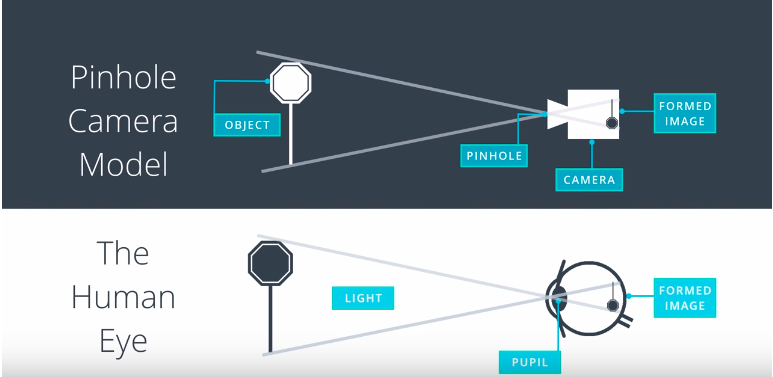 Pinhole
Camera
Model
OBJECT
PINHOLE
CAMERA
FORMED
IMAGE
The
Human
Eye
LIGHT
PUPIL
FORMED
IMAGE